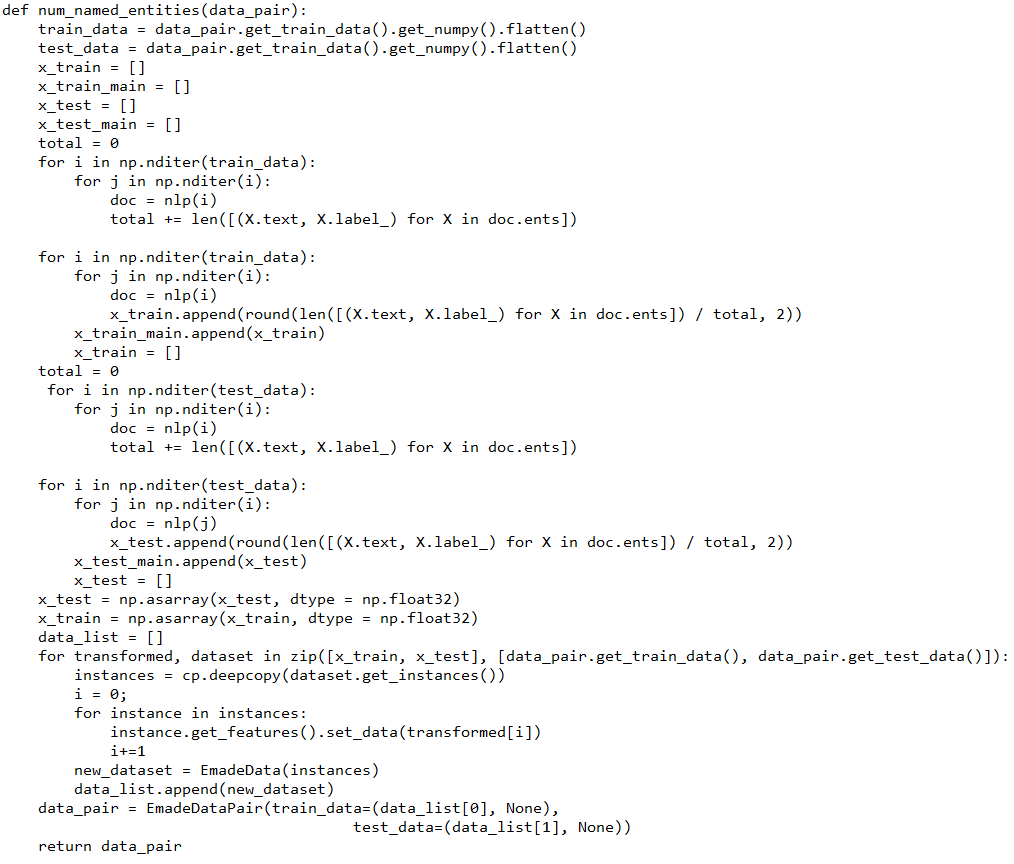 def num_named_entities(data_pair):
    train_data = data_pair.get_train_data().get_numpy().flatten()
    test_data = data_pair.get_train_data().get_numpy().flatten()
    x_train = []
    x_train_main = []
    x_test = []
    x_test_main = []
    total = 0
    for i in np.nditer(train_data):
        for j in np.nditer(i):
            doc = nlp(i)
            total += len([(X.text, X.label_) for X in doc.ents])

    for i in np.nditer(train_data):
        for j in np.nditer(i):
            doc = nlp(i)
            x_train.append(round(len([(X.text, X.label_) for X in doc.ents]) / total, 2))
        x_train_main.append(x_train)
        x_train = []
    total = 0
     for i in np.nditer(test_data):
        for j in np.nditer(i):
            doc = nlp(i)
            total += len([(X.text, X.label_) for X in doc.ents])

    for i in np.nditer(test_data):
        for j in np.nditer(i):
            doc = nlp(j)
            x_test.append(round(len([(X.text, X.label_) for X in doc.ents]) / total, 2))
        x_test_main.append(x_test)
        x_test = []
    x_test = np.asarray(x_test, dtype = np.float32)
    x_train = np.asarray(x_train, dtype = np.float32)
    data_list = []
    for transformed, dataset in zip([x_train, x_test], [data_pair.get_train_data(), data_pair.get_test_data()]):
        instances = cp.deepcopy(dataset.get_instances())
        i = 0;
        for instance in instances:
            instance.get_features().set_data(transformed[i])
            i+=1
        new_dataset = EmadeData(instances)
        data_list.append(new_dataset)
    data_pair = EmadeDataPair(train_data=(data_list[0], None),
                                       test_data=(data_list[1], None))
    return data_pair